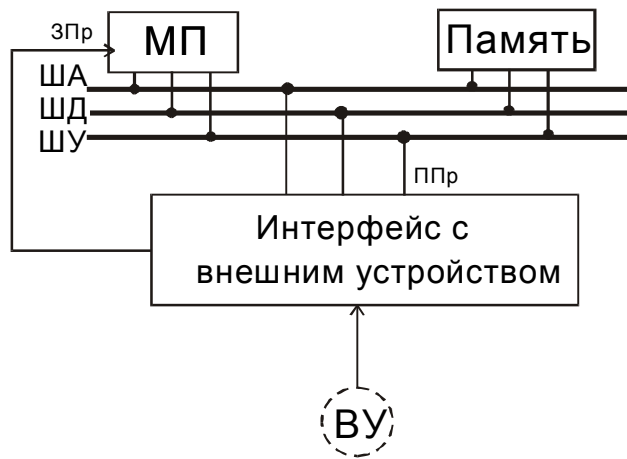 ЗПр
МП
Память
ША
ШД
ШУ
ППр
Интерфейс с
внешним устройством
ВУ